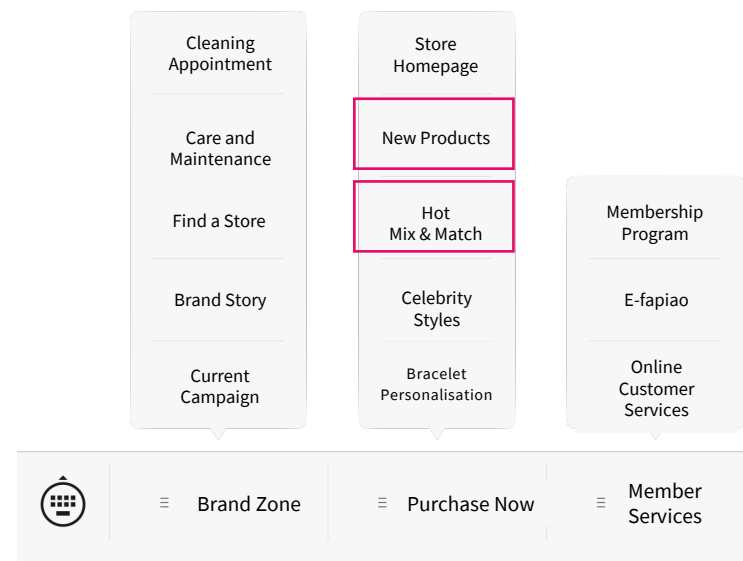 Cleaning
Appointment
Care and
Maintenance
Find a Store
Brand Story
Current
Campaign
Store
Homepage
New Products
Hot
Mix & Match
Celebrity
Styles
Bracelet
Personalisation
Membership
Program
E-fapiao
Online
Customer
Services
Brand Zone
Purchase Now
Member
Services